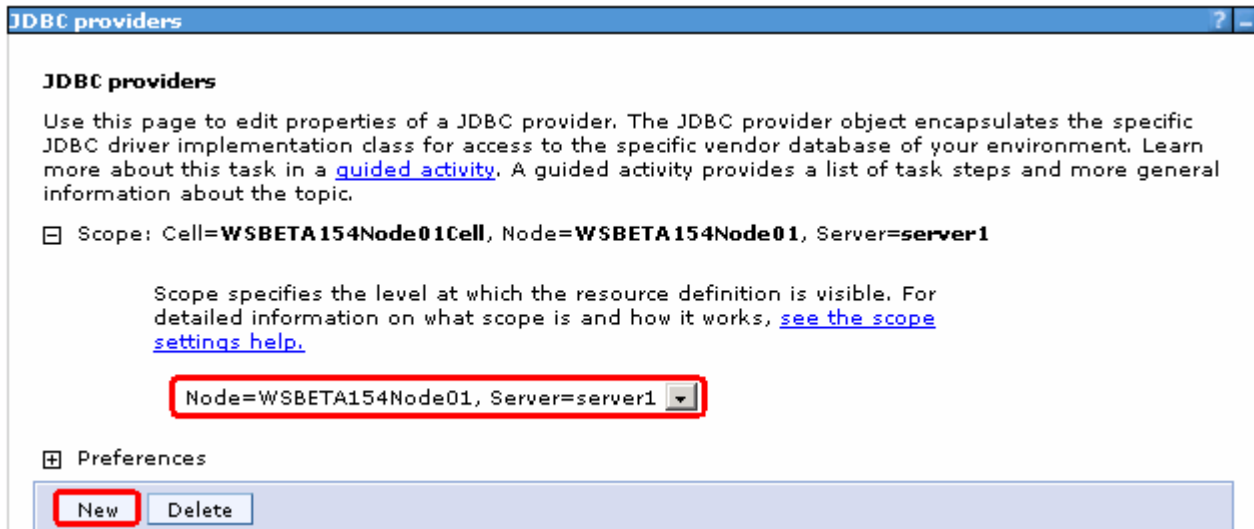 JDBC providers ? –
JDBC providers
Use this page to edit properties of a JDBC provider. The JDBC provider object encapsulates the specific
JDBC driver implementation class for access to the specific vendor database of your environment. Learn
more about this task in a guided activity. A guided activity provides a list of task steps and more general
information about the topic.
Scope: Cell=WSBETA154Node01Cell, Node=WSBETA154Node01, Server=server1
Scope specifies the level at which the resource definition is visible. For
detailed information on what scope is and how it works, see the scope
settings help.
Node=WSBETA154Node01, Server=server1
Preferences
New Delete